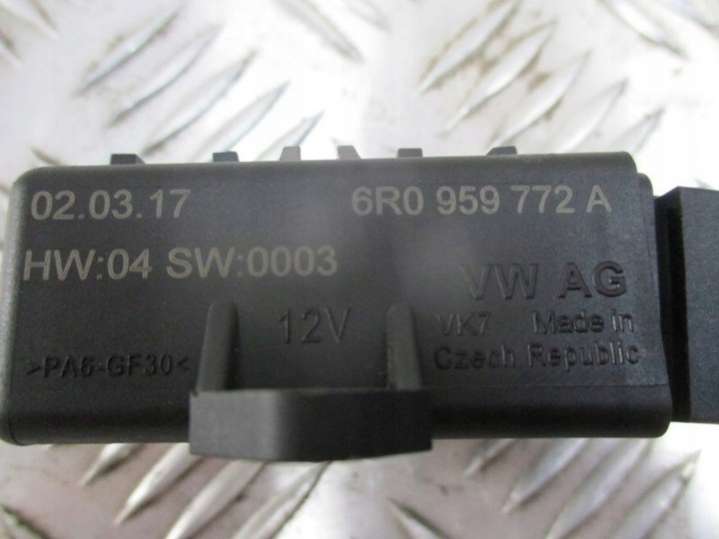 02.03.17 6R0 959 772 A
HW:04 SW:0003
VW AG
12V VK7 Made in
>PA6-GF30< Czech Republic